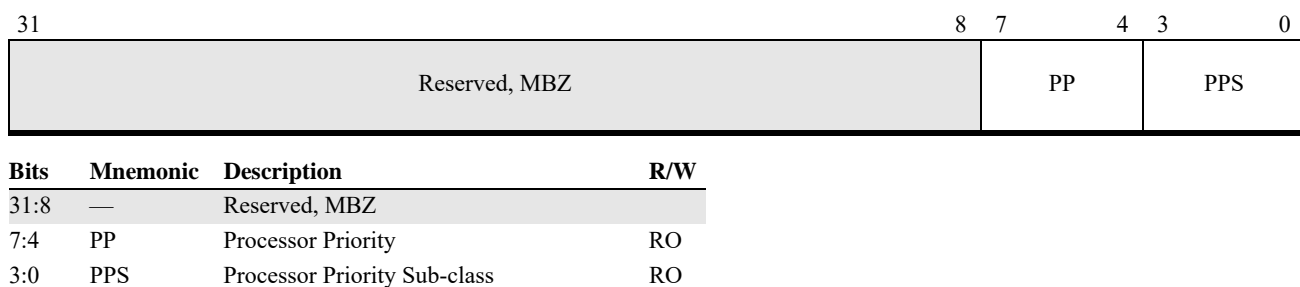 31 8 7 4 3 0
Reserved, MBZ PP PPS
Bits Mnemonic Description R/W
31:8 — Reserved, MBZ
7:4 PP Processor Priority RO
3:0 PPS Processor Priority Sub-class RO